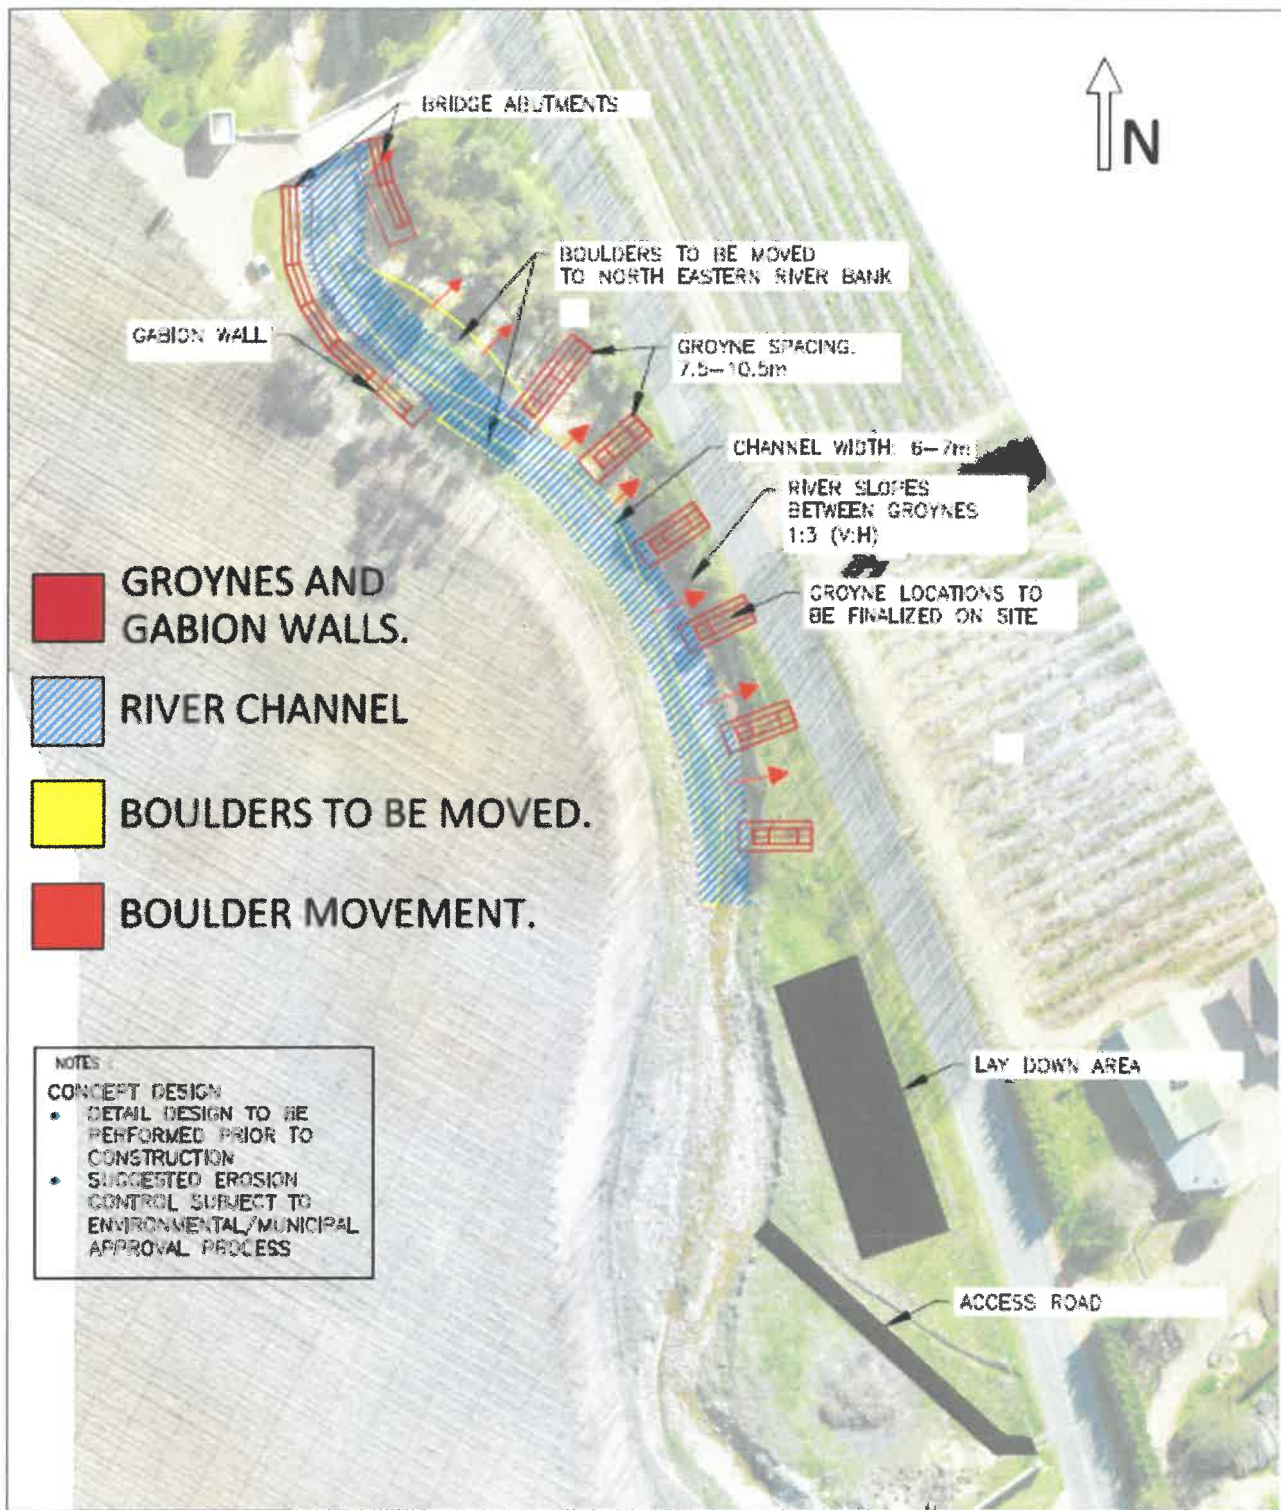 BRIDGE ABUTMENTS
N
BOULDERS TO BE MOVED
TO NORTH EASTERN RIVER BANK
GABION WALL
GROYNE SPACING:
7.5-10.5m
CHANNEL WIDTH: 6-7m
RIVER SLOPES
BETWEEN GROYNES
1:3 (V:H)
GROYNE LOCATIONS TO
BE FINALIZED ON SITE
GROYNES AND
GABION WALLS.
RIVER CHANNEL
BOULDERS TO BE MOVED.
BOULDER MOVEMENT.
NOTES :
CONCEPT DESIGN
• DETAIL DESIGN TO BE
PERFORMED PRIOR TO
CONSTRUCTION
• SUGGESTED EROSION
CONTROL SUBJECT TO
ENVIRONMENTAL/MUNICIPAL
APPROVAL PROCESS
LAY DOWN AREA
ACCESS ROAD